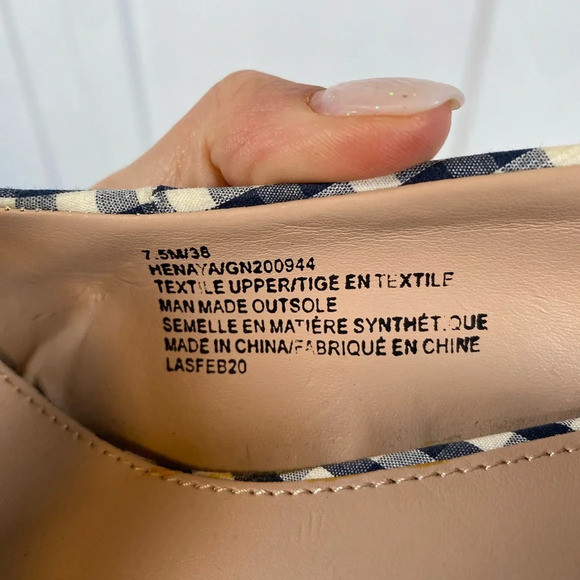 7.5M/38
HENAYA/GN200944
TEXTILE UPPER/TIGE EN TEXTILE
MAN MADE OUTSOLE
SEMELLE EN MATIÈRE SYNTHÉTIQUE
MADE IN CHINA/FABRIQUÉ EN CHINE
LASFEB20